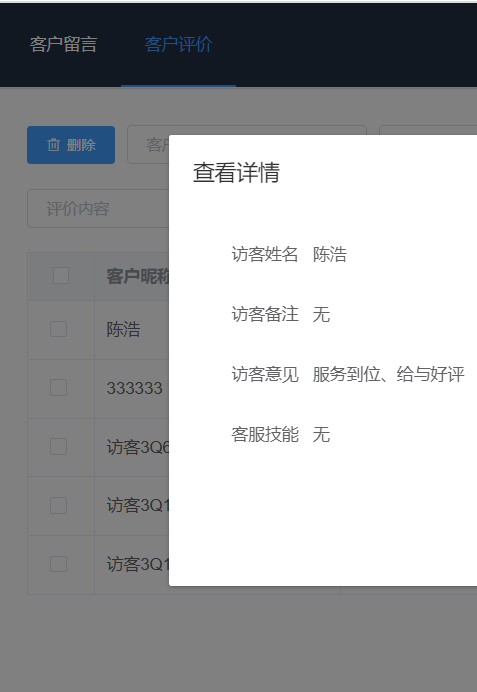 客户留言 客户评价
删除 客户
评价内容
查看详情
客户昵称
访客姓名 陈浩
陈浩
访客备注 无
333333
访客意见 服务到位、给与好评
访客3Q6
客服技能 无
访客3Q1
访客3Q1